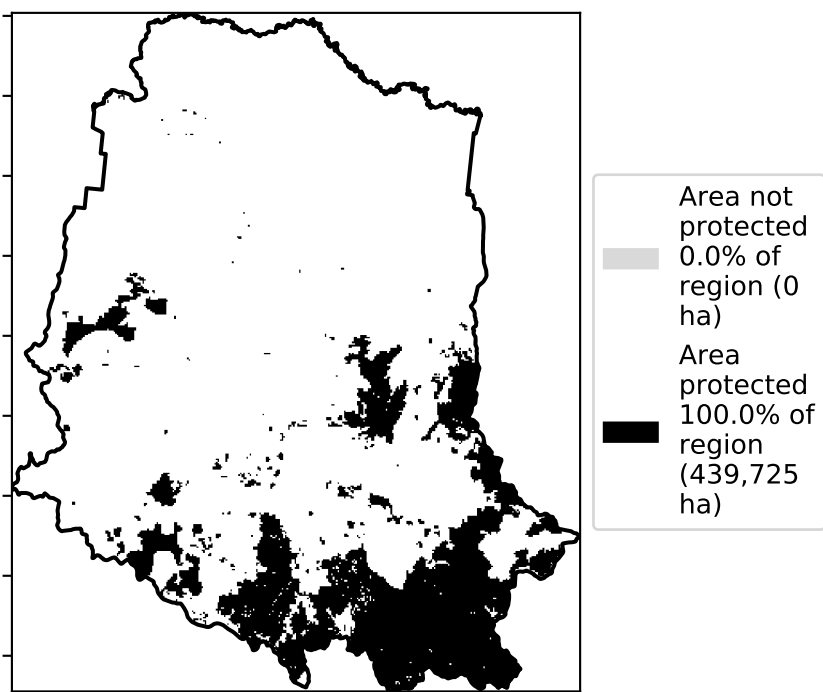 Area not
protected
0.0% of
region (0
ha)
Area
protected
100.0% of
region
(439,725
ha)